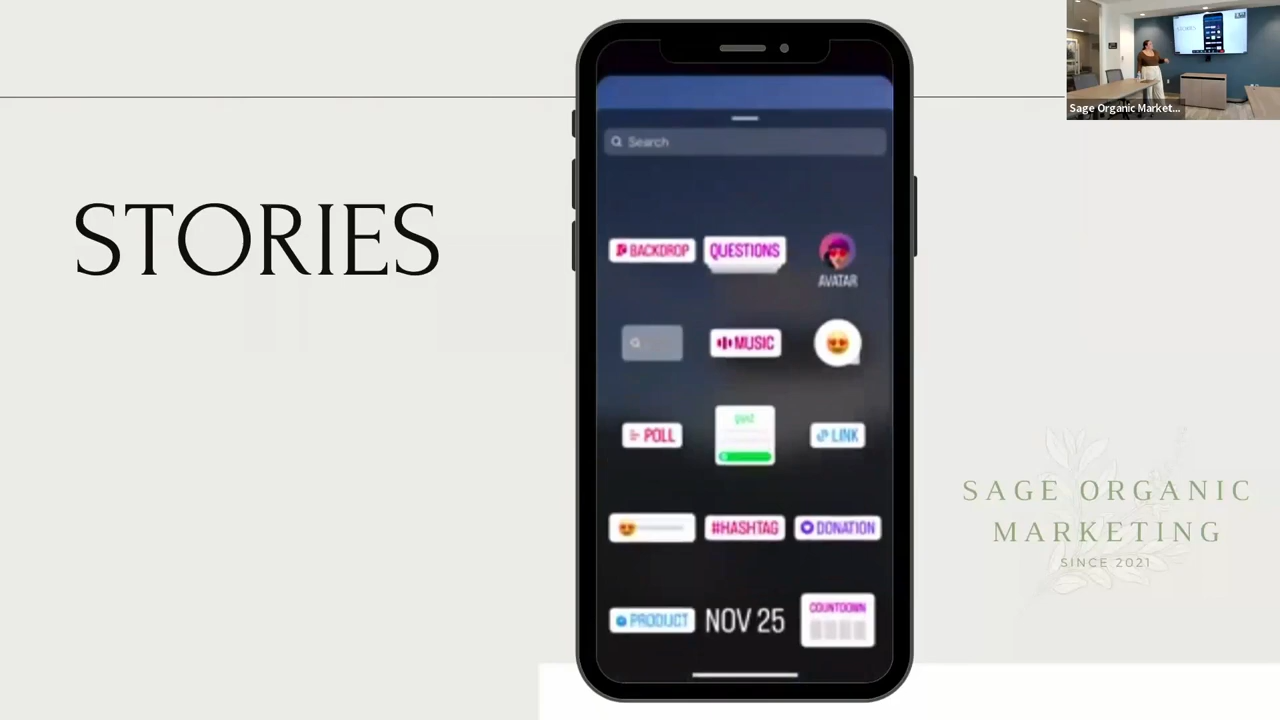 Sage Organic Market...
STORIES
Search
BACKDROP
QUESTIONS
AVATAR
MUSIC
POLL
quiz
LINK
#HASHTAG
DONATION
PRODUCT
NOV 25
COUNTDOWN
SAGE ORGANIC
MARKETING
SINCE 2021